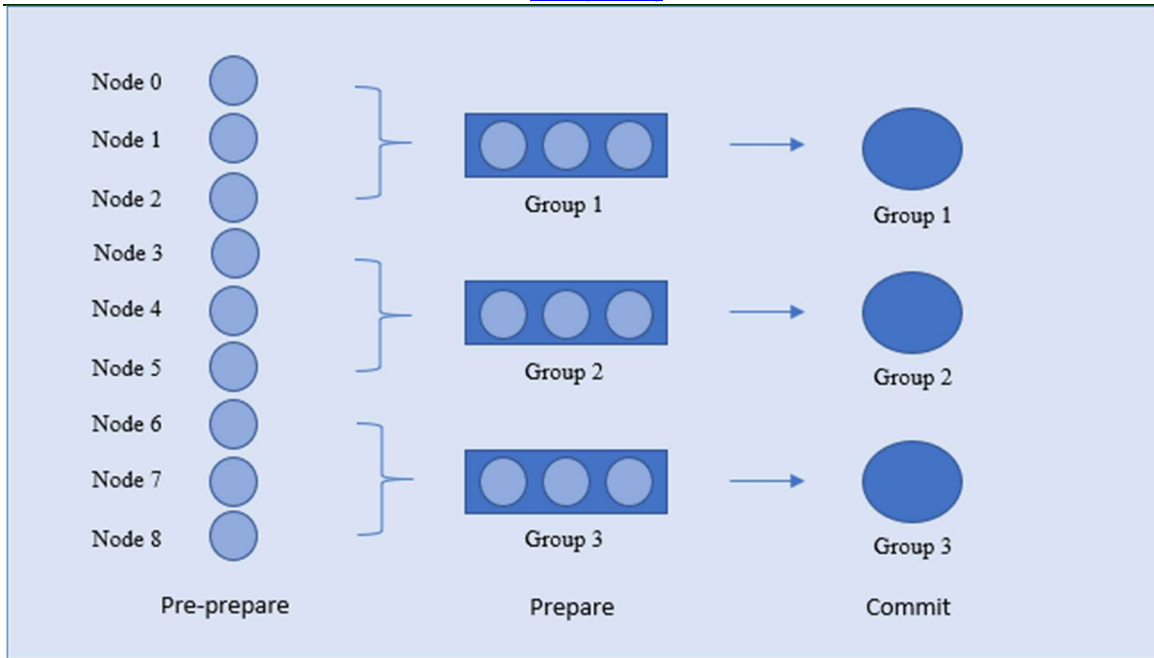 Node 0
Node 1
Node 2
Node 3
Node 4
Node 5
Node 6
Node 7
Node 8
Pre-prepare
Group 1
Group 2
Group 3
Prepare
Group 1
Group 2
Group 3
Commit